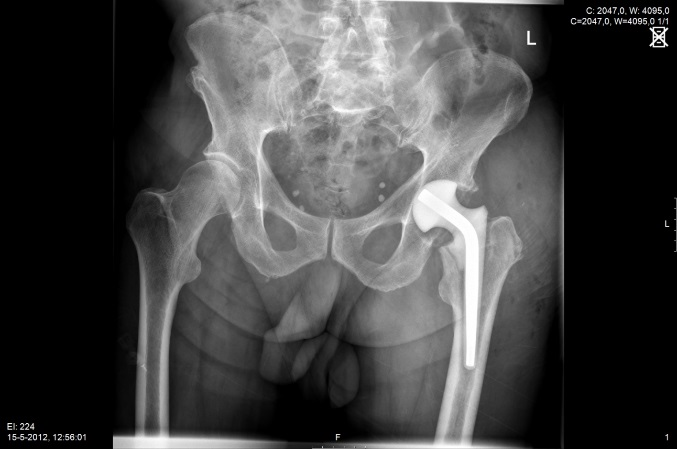 C: 2047,0, W: 4095,0
C=2047,0, W=4095,0 1/1
L
L
EI: 224
15-5-2012, 12:56:01
F
1